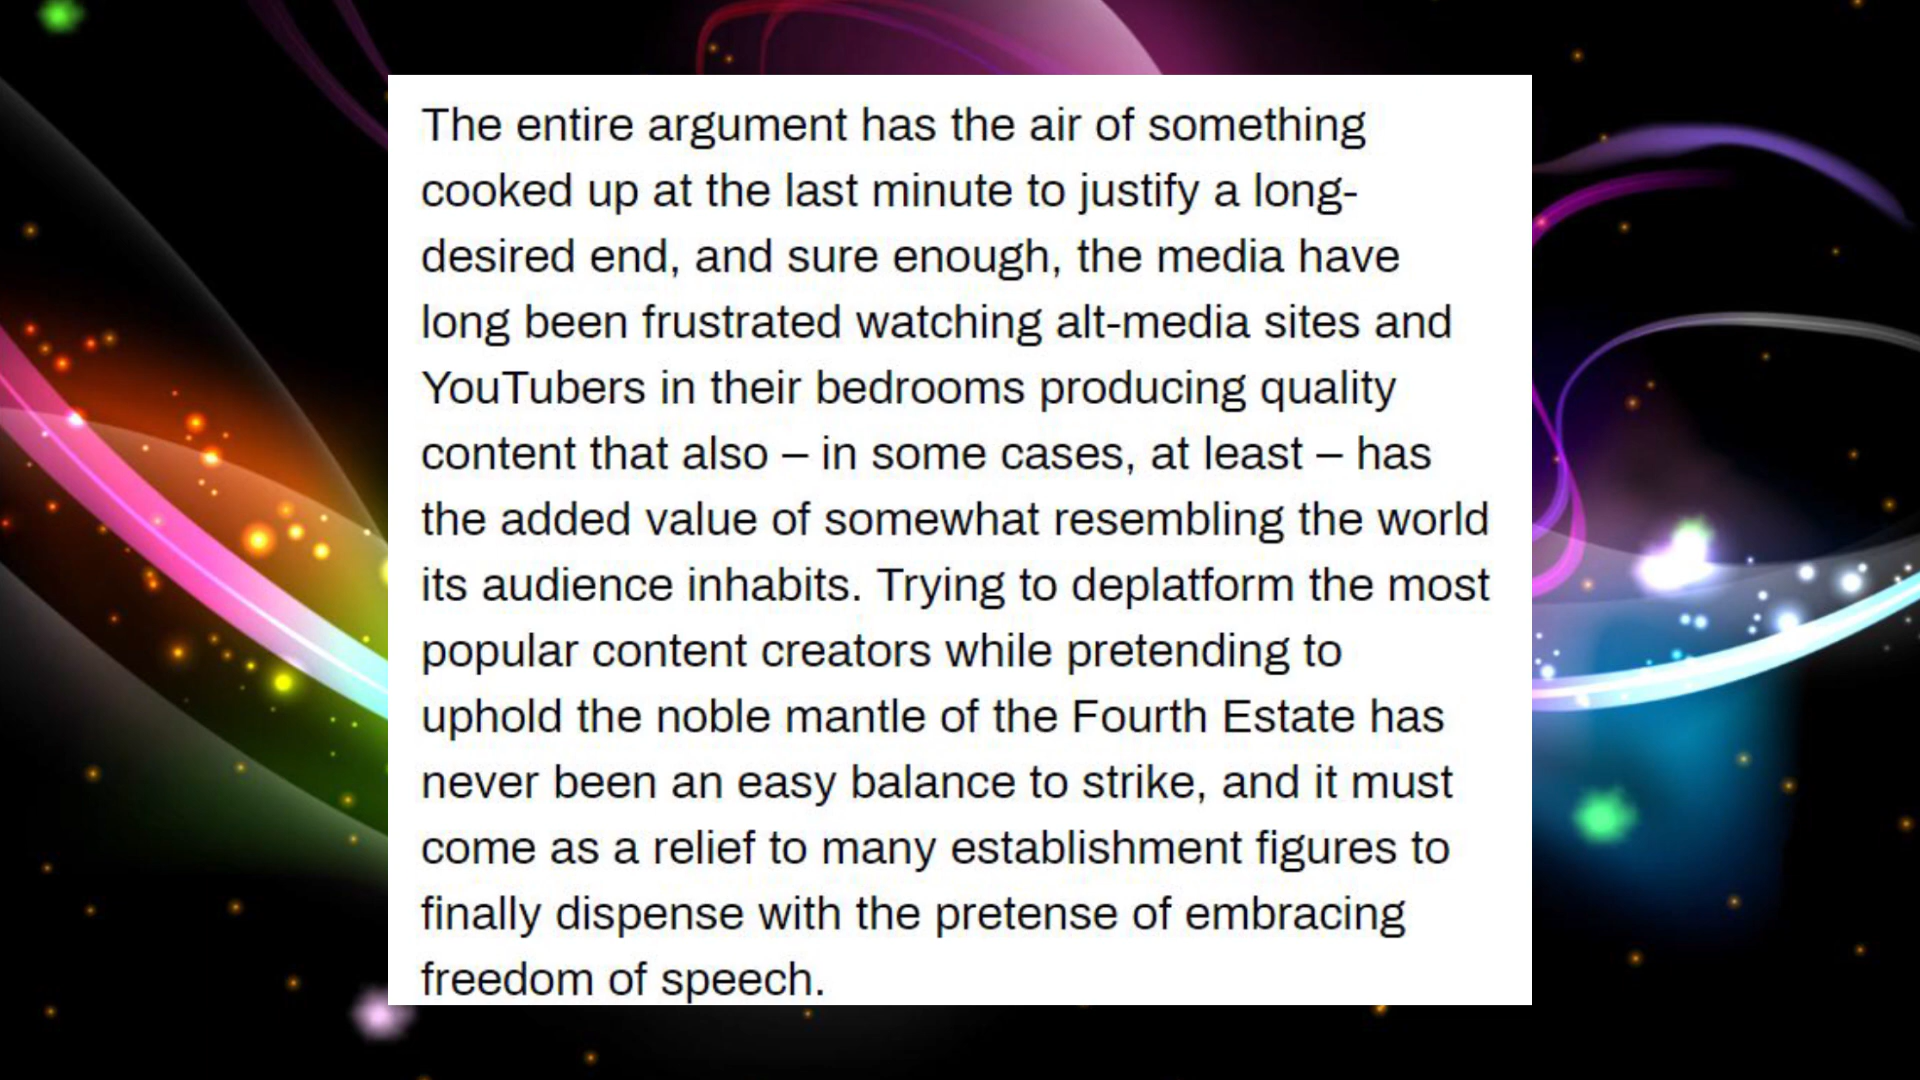 The entire argument has the air of something
cooked up at the last minute to justify a long-
desired end, and sure enough, the media have
long been frustrated watching alt-media sites and
YouTubers in their bedrooms producing quality
content that also – in some cases, at least – has
the added value of somewhat resembling the world
its audience inhabits. Trying to deplatform the most
popular content creators while pretending to
uphold the noble mantle of the Fourth Estate has
never been an easy balance to strike, and it must
come as a relief to many establishment figures to
finally dispense with the pretense of embracing
freedom of speech.